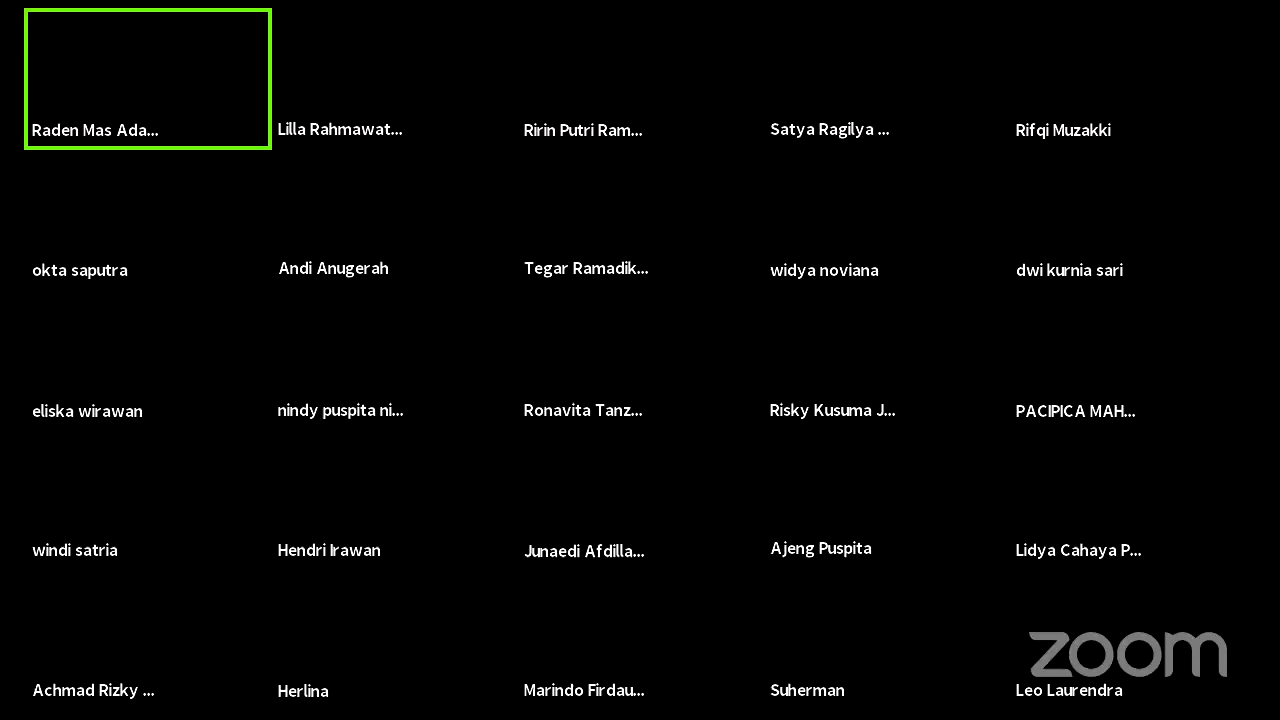 Raden Mas Ada...
Lilla Rahmawat...
Ririn Putri Ram...
Satya Ragilya ...
Rifqi Muzakki
okta saputra
Andi Anugerah
Tegar Ramadik...
widya noviana
dwi kurnia sari
eliska wirawan
nindy puspita ni...
Ronavita Tanz...
Risky Kusuma J...
PACIPICA MAH...
windi satria
Hendri Irawan
Junaedi Afdilla...
Ajeng Puspita
Lidya Cahaya P...
zoom
Achmad Rizky ...
Herlina
Marindo Firdau...
Suherman
Leo Laurendra